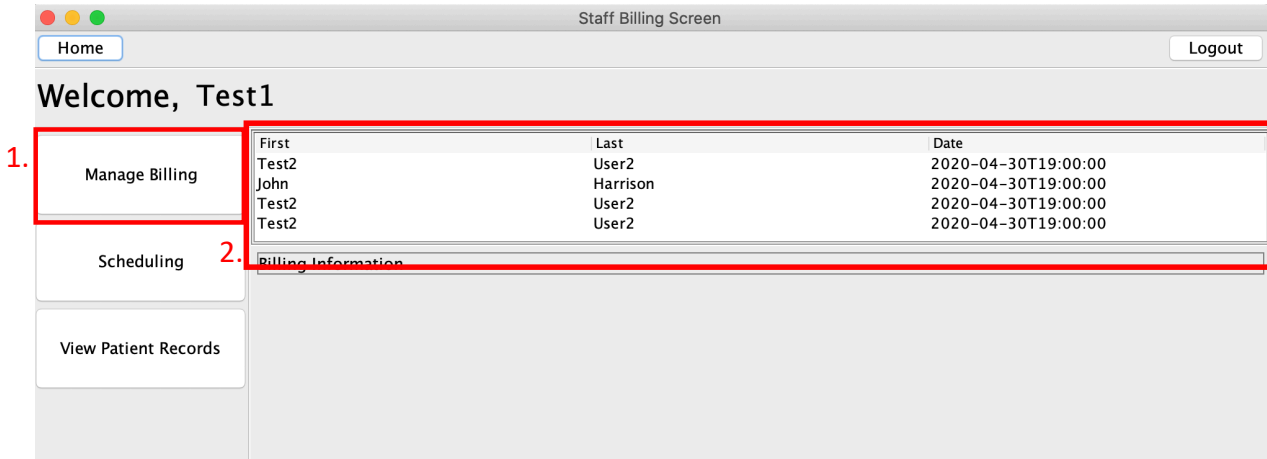 Staff Billing Screen
Home Logout
Welcome, Test1
1.
Manage Billing
Scheduling
View Patient Records
2.
First Last Date
Test2 User2 2020-04-30T19:00:00
John Harrison 2020-04-30T19:00:00
Test2 User2 2020-04-30T19:00:00
Test2 User2 2020-04-30T19:00:00
Billing Information